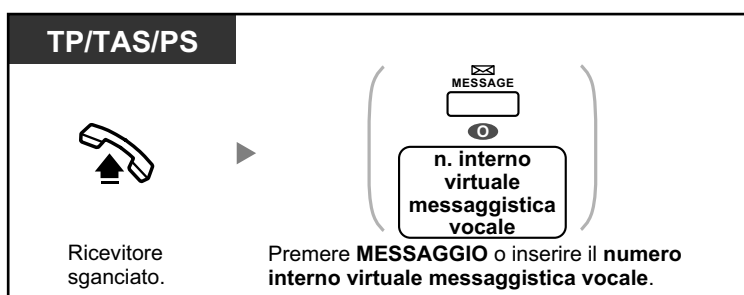 TP/TAS/PS
MESSAGE
O
n. interno
virtuale
messaggistica
vocale
Ricevitore
sganciato.
Premere MESSAGGIO o inserire il numero
interno virtuale messaggistica vocale.